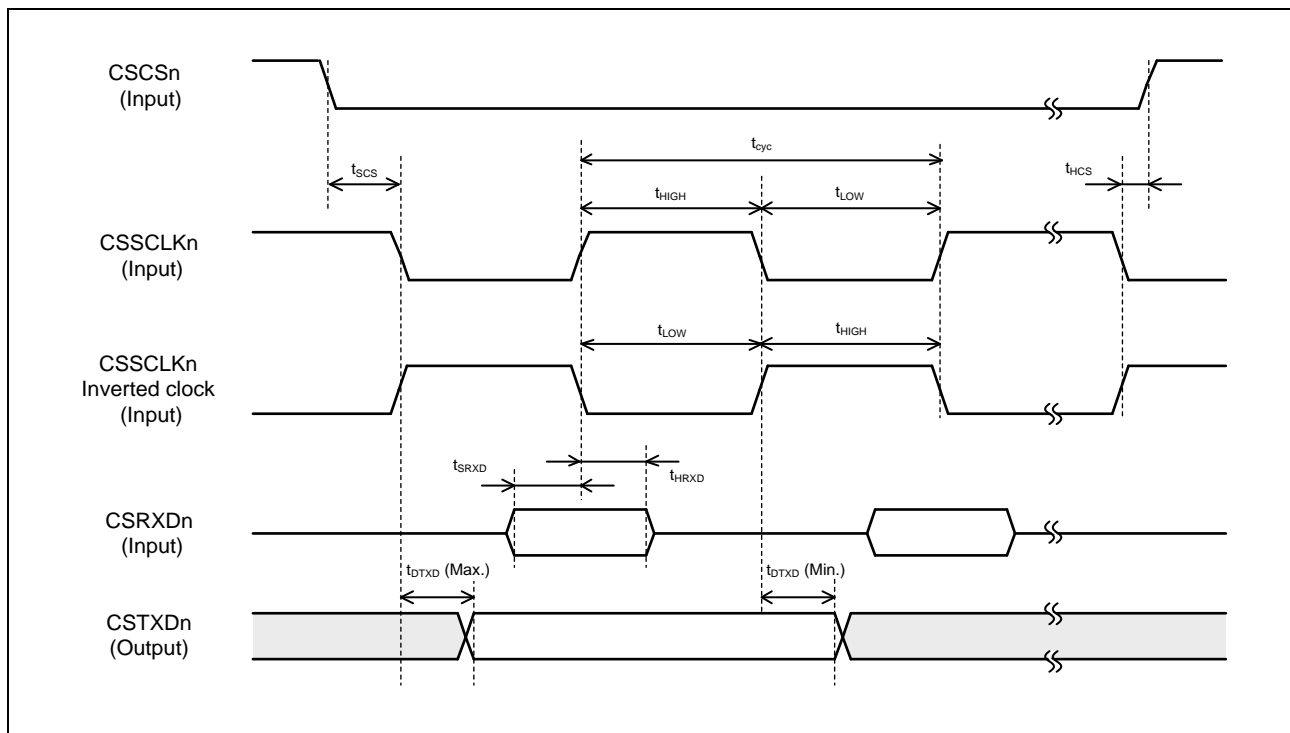 CSCSn
(Input)
tcyc
tSCS
tHCS
tHIGH
tLOW
CSSCLKn
(Input)
tLOW
tHIGH
CSSCLKn
Inverted clock
(Input)
tSRXD
tHRXD
CSRXDn
(Input)
tDTXD (Max.)
tDTXD (Min.)
CSTXDn
(Output)